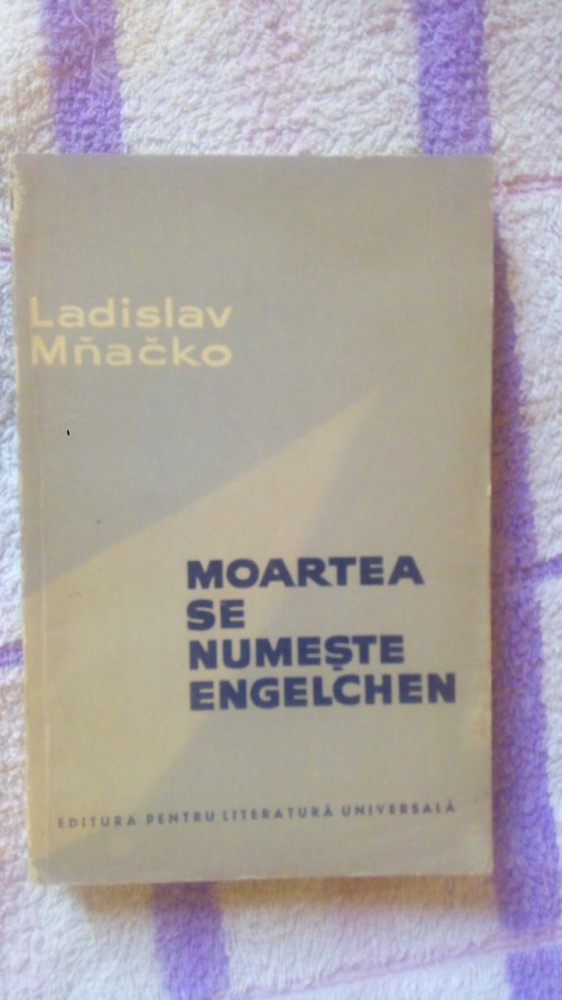 Ladislav
Mňačko
MOARTEA
SE
NUMEȘTE
ENGELCHEN
EDITURA PENTRU LITERATURĂ UNIVERSALĂ